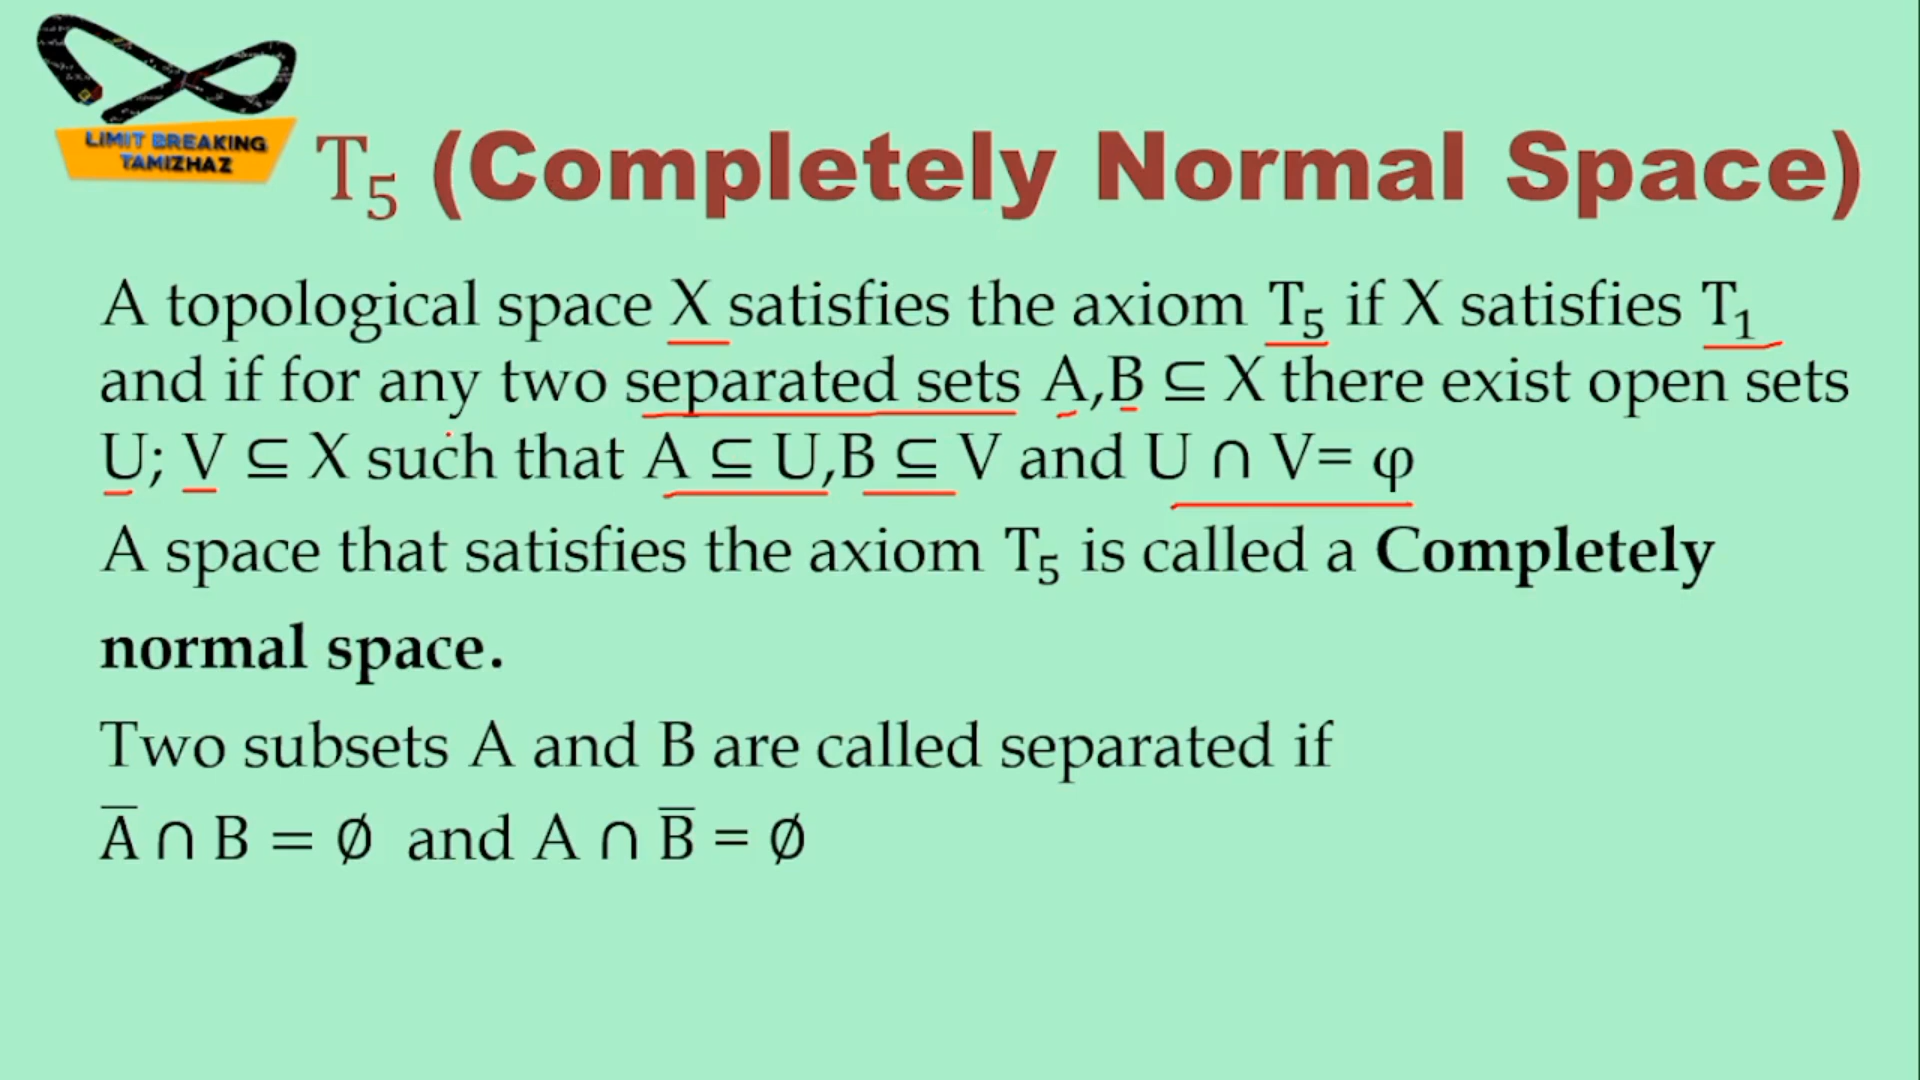 LIMIT BREAKING
TAMIZHAZ
T₅ (Completely Normal Space)
A topological space X satisfies the axiom T₅ if X satisfies T₁
and if for any two separated sets A,B ⊆ X there exist open sets
U; V ⊆ X such that A ⊆ U,B ⊆ V and U ∩ V= φ
A space that satisfies the axiom T₅ is called a Completely
normal space.
Two subsets A and B are called separated if
A̅ ∩ B = ∅ and A ∩ B̅ = ∅